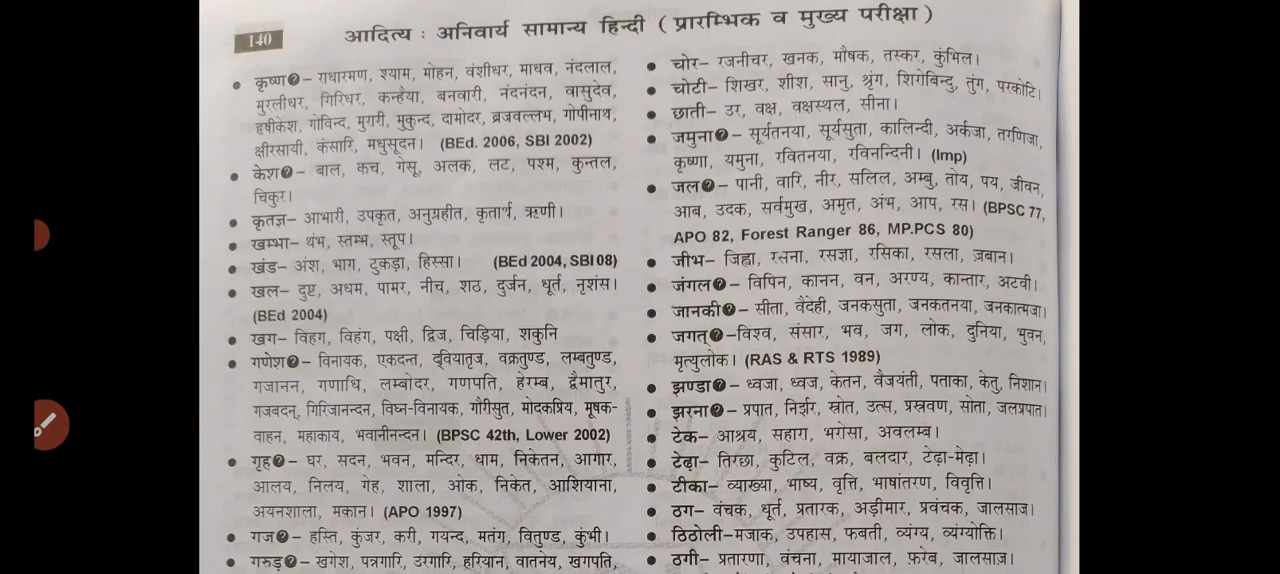 140
आदित्य : अनिवार्य सामान्य हिन्दी ( प्रारम्भिक व मुख्य परीक्षा )
• कृष्ण?– राधारमण, श्याम, मोहन, वंशीधर, माधव, नंदलाल,
मुरलीधर, गिरिधर, कन्हैया, बनवारी, नंदनंदन, वासुदेव,
हृषीकेश, गोविन्द, मुरारी, मुकुन्द, दामोदर, ब्रजवल्लभ, गोपीनाथ,
क्षीरसायी, कंसारि, मधुसूदन। (BEd. 2006, SBI 2002)
• केश?– बाल, कच, गेसू, अलक, लट, पश्म, कुन्तल,
चिकुर।
• कृतज्ञ– आभारी, उपकृत, अनुग्रहीत, कृतार्थ, ऋणी।
• खम्भा– थंभ, स्तम्भ, स्तूप।
• खंड– अंश, भाग, टुकड़ा, हिस्सा। (BEd 2004, SBI 08)
• खल– दुष्ट, अधम, पामर, नीच, शठ, दुर्जन, धूर्त, नृशंस।
(BEd 2004)
• खग– विहग, विहंग, पक्षी, द्विज, चिड़िया, शकुनि
• गणेश?– विनायक, एकदन्त, द्वियातृज, वक्रतुण्ड, लम्बतुण्ड,
गजानन, गणाधि, लम्बोदर, गणपति, हेरम्ब, द्वैमातुर,
गजबदन, गिरिजानन्दन, विघ्न-विनायक, गौरीसुत, मोदकप्रिय, मूषक-
वाहन, महाकाय, भवानीनन्दन। (BPSC 42th, Lower 2002)
• गृह?– घर, सदन, भवन, मन्दिर, धाम, निकेतन, आगार,
आलय, निलय, गेह, शाला, ओक, निकेत, आशियाना,
अयनशाला, मकान। (APO 1997)
• गज?– हस्ति, कुंजर, करी, गयन्द, मतंग, वितुण्ड, कुंभी।
• गरुड़?– खगेश, पन्नगारि, उरगारि, हरियान, वातनेय, खगपति,
• चोर– रजनीचर, खनक, मौषक, तस्कर, कुंभिल।
• चोटी– शिखर, शीश, सानु, श्रृंग, शिरोविन्दु, तुंग, परकोटि।
• छाती– उर, वक्ष, वक्षस्थल, सीना।
• जमुना?– सूर्यतनया, सूर्यसुता, कालिन्दी, अर्कजा, तरणिजा,
कृष्णा, यमुना, रवितनया, रविनन्दिनी। (Imp)
• जल?– पानी, वारि, नीर, सलिल, अम्बु, तोय, पय, जीवन,
आब, उदक, सर्वमुख, अमृत, अंभ, आप, रस। (BPSC 77,
APO 82, Forest Ranger 86, MP.PCS 80)
• जीभ– जिह्वा, रसना, रसज्ञा, रसिका, रसला, ज़बान।
• जंगल?– विपिन, कानन, वन, अरण्य, कान्तार, अटवी।
• जानकी?– सीता, वैदेही, जनकसुता, जनकतनया, जनकात्मजा।
• जगत्?–विश्व, संसार, भव, जग, लोक, दुनिया, भुवन,
मृत्युलोक। (RAS & RTS 1989)
• झण्डा?– ध्वजा, ध्वज, केतन, वैजयंती, पताका, केतु, निशान।
• झरना?– प्रपात, निर्झर, स्रोत, उत्स, प्रस्रवण, सोता, जलप्रपात।
• टेक– आश्रय, सहारा, भरोसा, अवलम्ब।
• टेढ़ा– तिरछा, कुटिल, वक्र, बलदार, टेढ़ा-मेढ़ा।
• टीका– व्याख्या, भाष्य, वृत्ति, भाषांतरण, विवृत्ति।
• ठग– वंचक, धूर्त, प्रतारक, अड़ीमार, प्रवंचक, जालसाज।
• ठिठोली–मजाक, उपहास, फबती, व्यंग्य, व्यंग्योक्ति।
• ठगी– प्रतारणा, वंचना, मायाजाल, फ़रेब, जालसाज़।